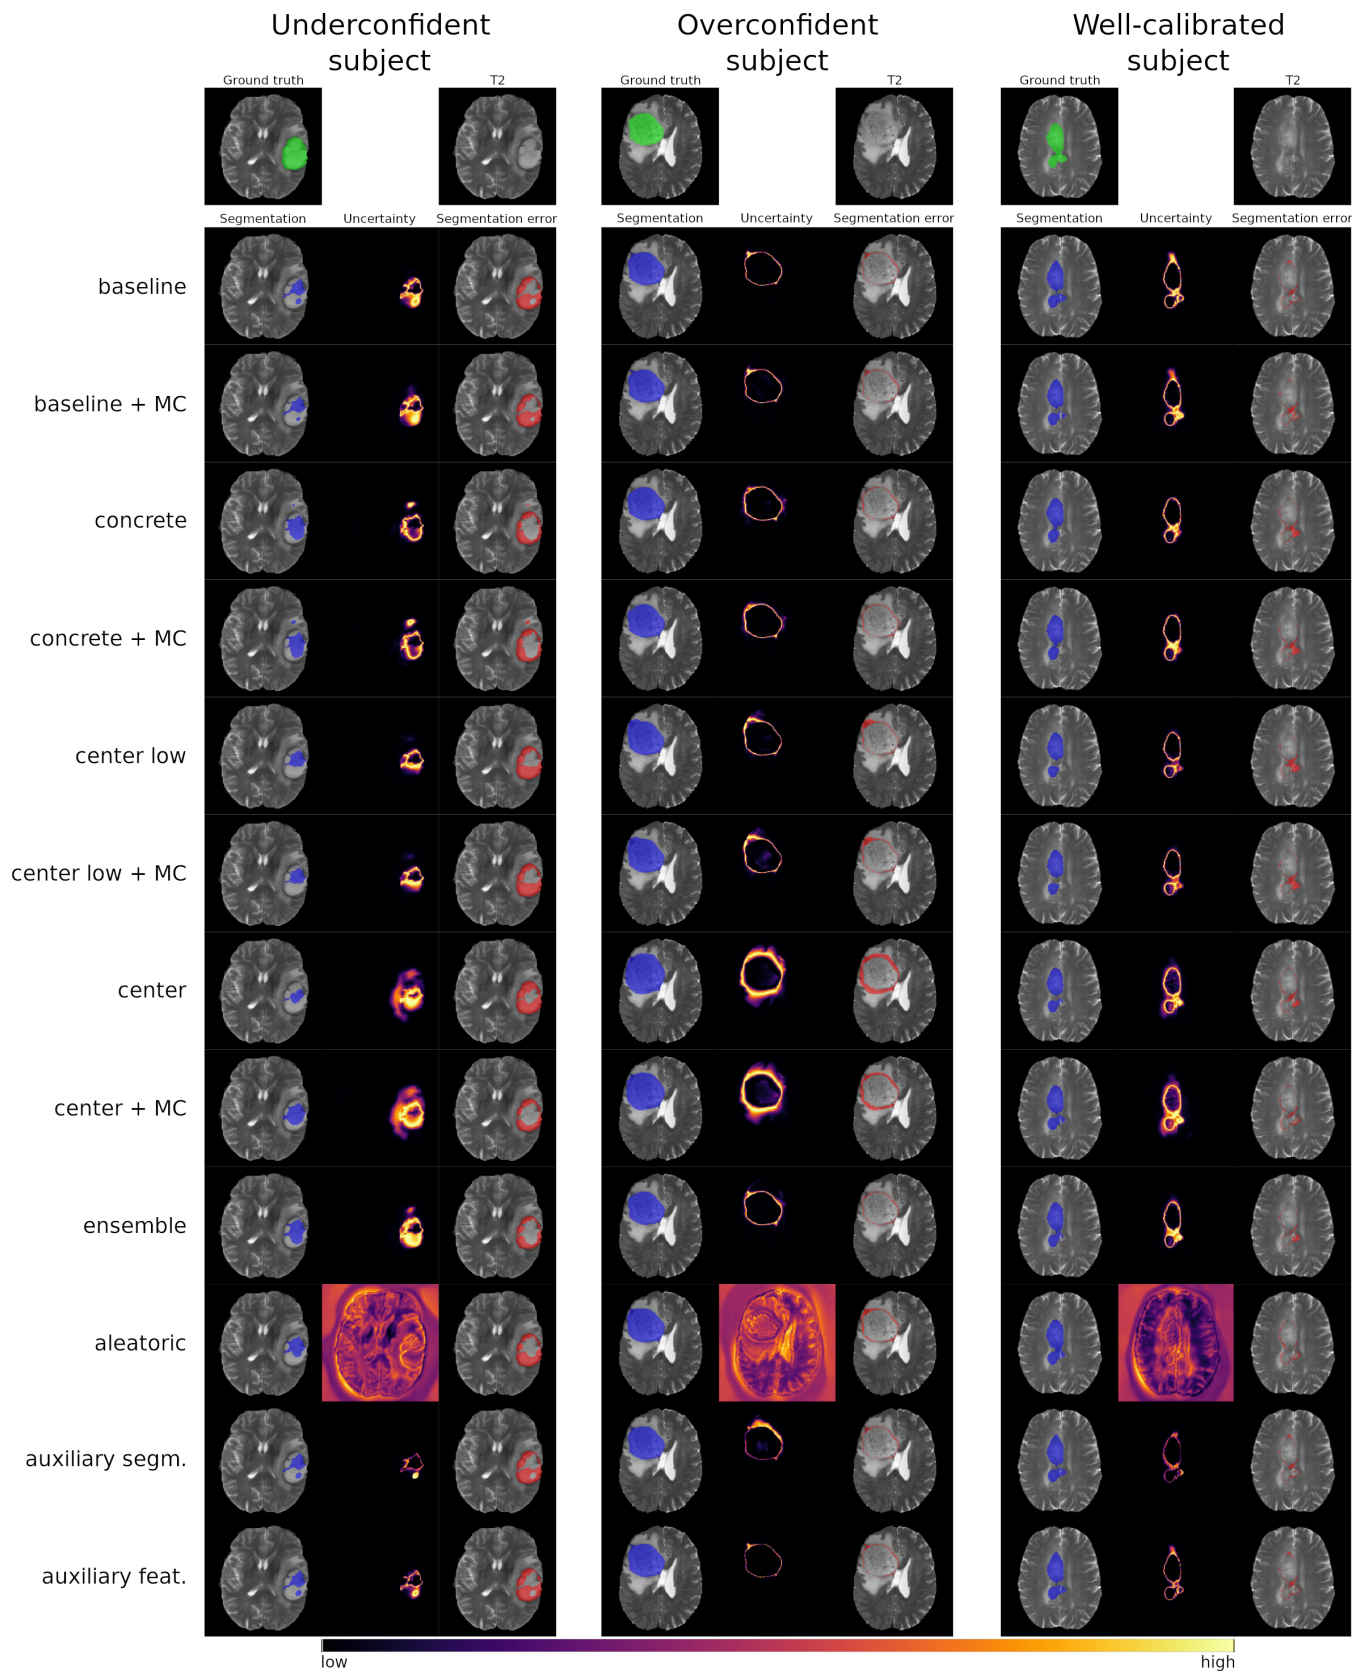 Underconfident
subject
Overconfident
subject
Well-calibrated
subject
Ground truth
T2
Ground truth
T2
Ground truth
T2
Segmentation
Uncertainty
Segmentation error
Segmentation
Uncertainty
Segmentation error
Segmentation
Uncertainty
Segmentation error
baseline
baseline + MC
concrete
concrete + MC
center low
center low + MC
center
center + MC
ensemble
aleatoric
auxiliary segm.
auxiliary feat.
low
high